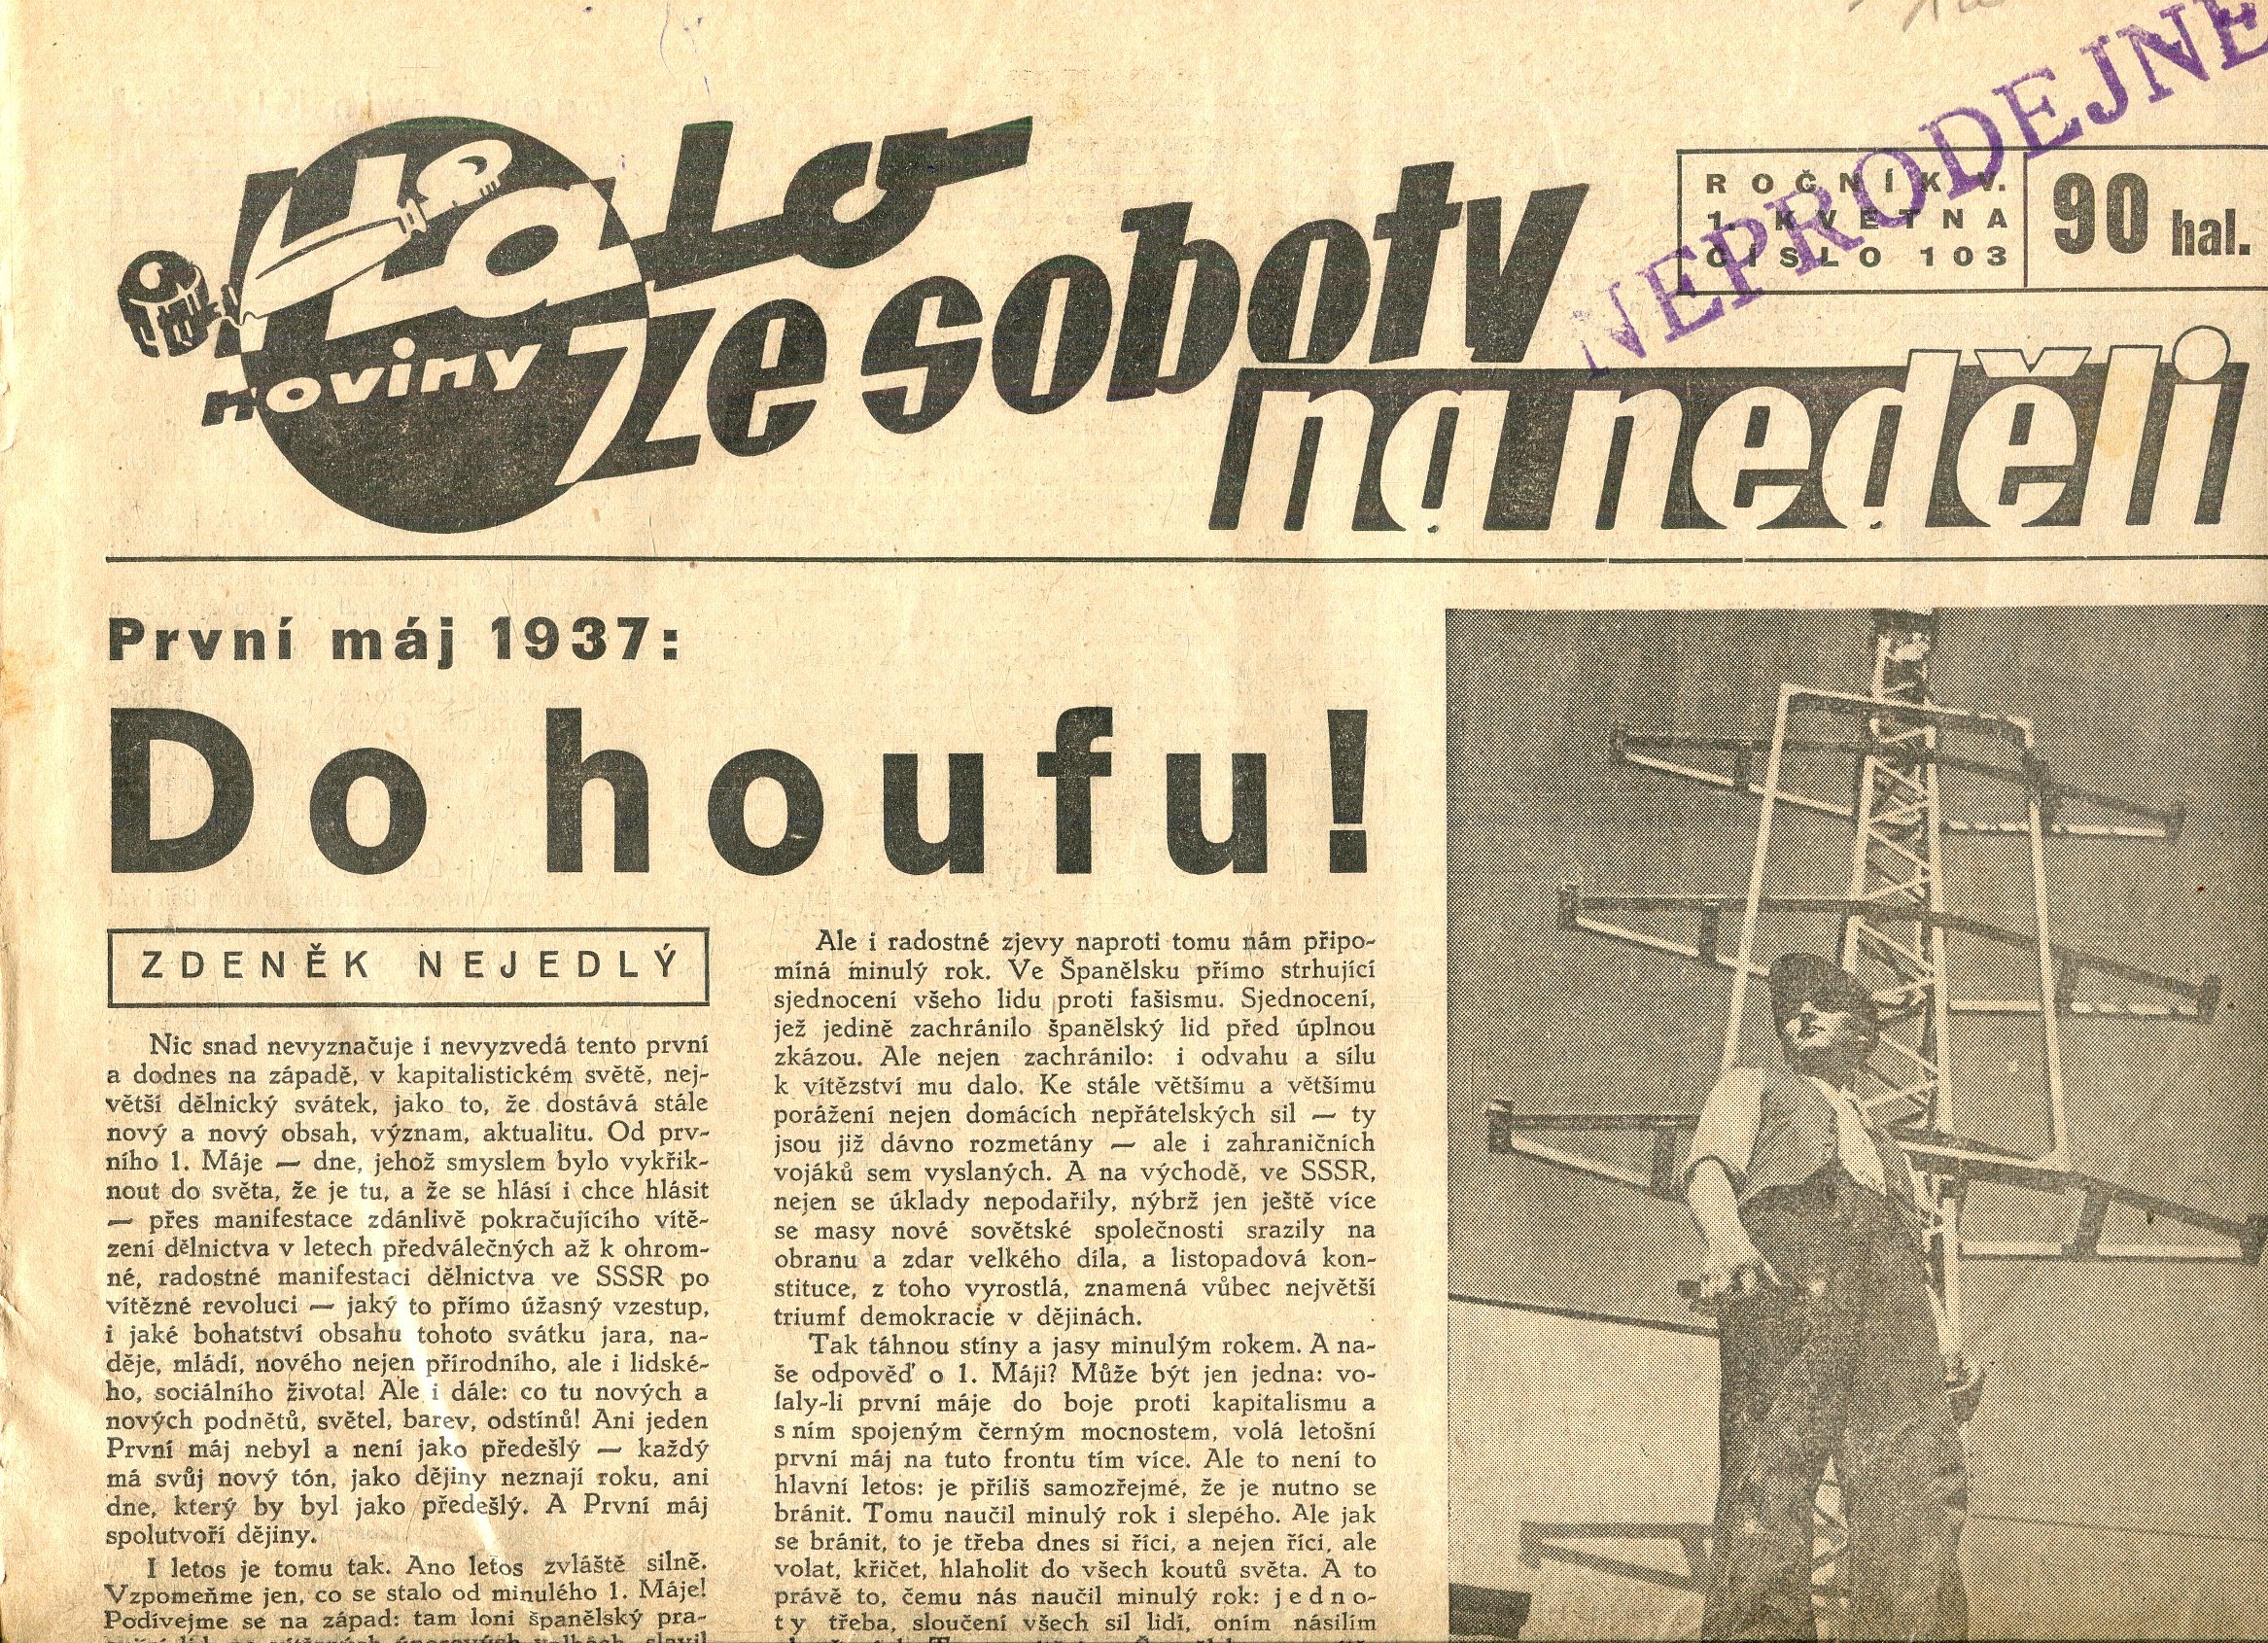 Haló
noviny
ze soboty
na neděli
ROČNÍK V.
1. KVĚTNA
ČÍSLO 103
90 hal.
NEPRODEJNÉ
První máj 1937:
Do houfu!
ZDENĚK NEJEDLÝ
Nic snad nevyznačuje i nevyzvedá tento první
a dodnes na západě, v kapitalistickém světě, nej-
větší dělnický svátek, jako to, že dostává stále
nový a nový obsah, význam, aktualitu. Od prv-
ního 1. Máje — dne, jehož smyslem bylo vykřik-
nout do světa, že je tu, a že se hlásí i chce hlásit
— přes manifestace zdánlivě pokračujícího vítě-
zení dělnictva v letech předválečných až k ohrom-
né, radostné manifestaci dělnictva ve SSSR po
vítězné revoluci — jaký to přímo úžasný vzestup,
i jaké bohatství obsahu tohoto svátku jara, na-
děje, mládí, nového nejen přírodního, ale i lidské-
ho, sociálního života! Ale i dále: co tu nových a
nových podnětů, světel, barev, odstínů! Ani jeden
První máj nebyl a není jako předešlý — každý
má svůj nový tón, jako dějiny neznají roku, ani
dne, který by byl jako předešlý. A První máj
spolutvoří dějiny.
I letos je tomu tak. Ano letos zvláště silně.
Vzpomeňme jen, co se stalo od minulého 1. Máje!
Podívejme se na západ: tam loni španělský pra-
Ale i radostné zjevy naproti tomu nám připo-
míná minulý rok. Ve Španělsku přímo strhující
sjednocení všeho lidu proti fašismu. Sjednocení,
jež jedině zachránilo španělský lid před úplnou
zkázou. Ale nejen zachránilo: i odvahu a sílu
k vítězství mu dalo. Ke stále většímu a většímu
porážení nejen domácích nepřátelských sil — ty
jsou již dávno rozmetány — ale i zahraničních
vojáků sem vyslaných. A na východě, ve SSSR,
nejen se úklady nepodařily, nýbrž jen ještě více
se masy nové sovětské společnosti srazily na
obranu a zdar velkého díla, a listopadová kon-
stituce, z toho vyrostlá, znamená vůbec největší
triumf demokracie v dějinách.
Tak táhnou stíny a jasy minulým rokem. A na-
še odpověď o 1. Máji? Může být jen jedna: vo-
laly-li první máje do boje proti kapitalismu a
s ním spojeným černým mocnostem, volá letošní
první máj na tuto frontu tím více. Ale to není to
hlavní letos: je příliš samozřejmé, že je nutno se
bránit. Tomu naučil minulý rok i slepého. Ale jak
se bránit, to je třeba dnes si říci, a nejen říci, ale
volat, křičet, hlaholit do všech koutů světa. A to
právě to, čemu nás naučil minulý rok: jedno-
ty třeba, sloučení všech sil lidí, oním násilím